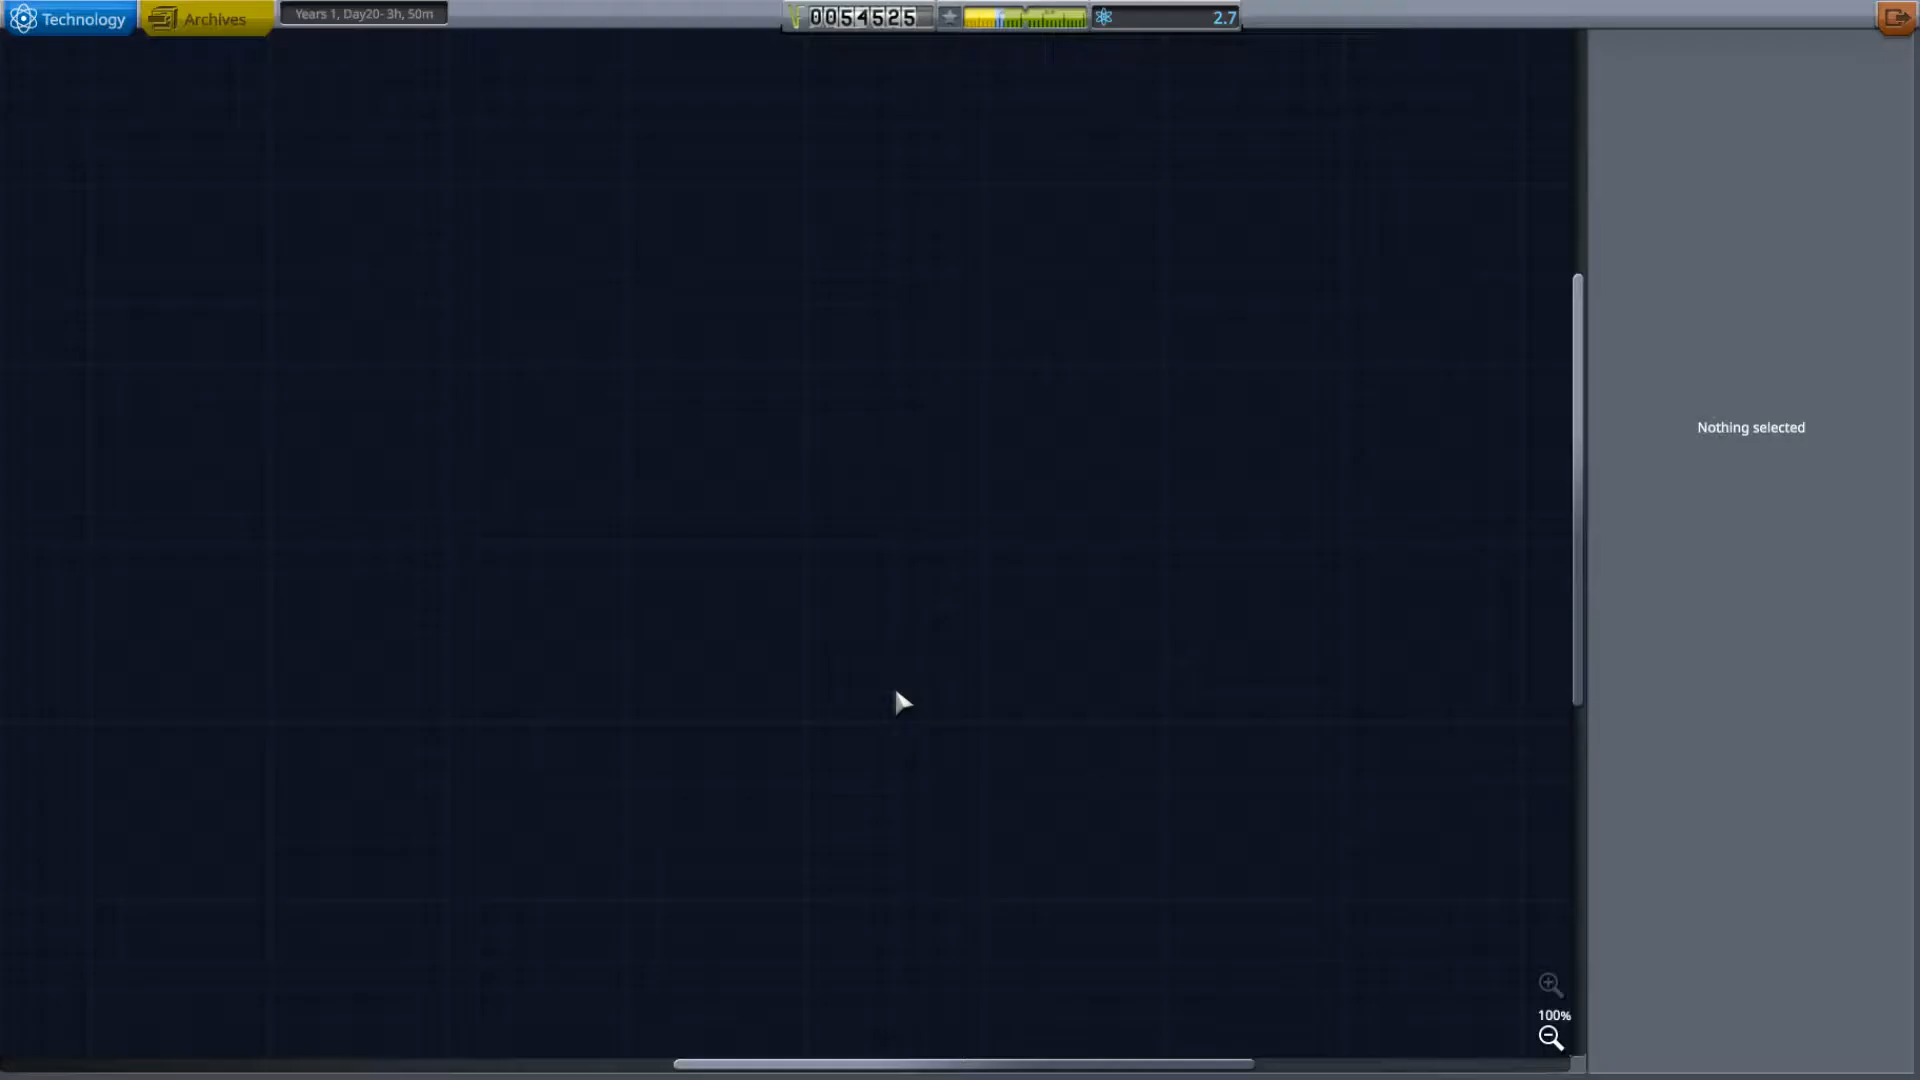 Technology
Archives
Years 1, Day20- 3h, 50m
0054525
2.7
Nothing selected
100%